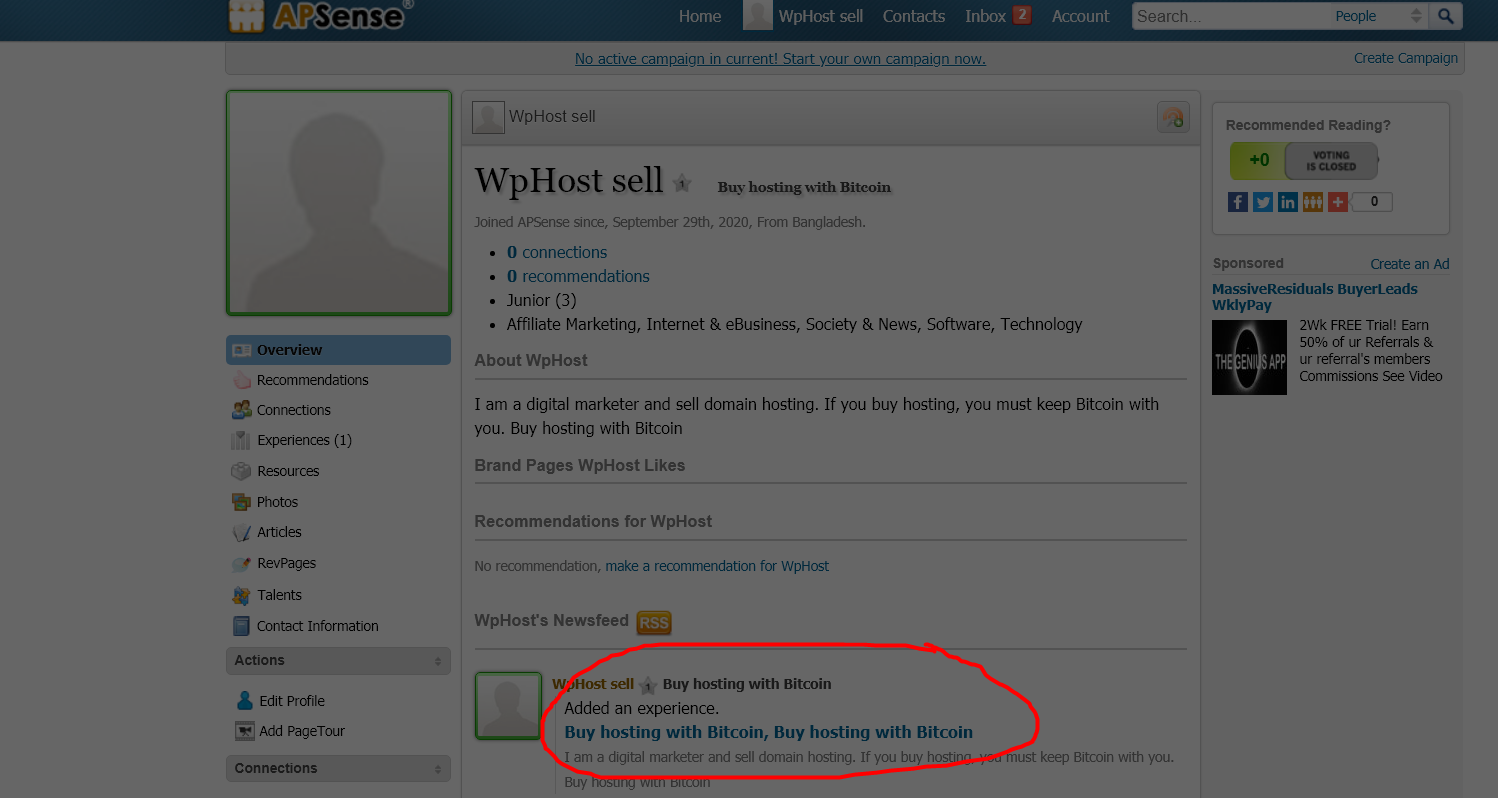 APSense®
Home WpHost sell Contacts Inbox 2 Account Search... People
No active campaign in current! Start your own campaign now.
Create Campaign
WpHost sell
WpHost sell 1 Buy hosting with Bitcoin
Joined APSense since, September 29th, 2020, From Bangladesh.
0 connections
0 recommendations
Junior (3)
Affiliate Marketing, Internet & eBusiness, Society & News, Software, Technology
About WpHost
I am a digital marketer and sell domain hosting. If you buy hosting, you must keep Bitcoin with
you. Buy hosting with Bitcoin
Brand Pages WpHost Likes
Recommendations for WpHost
No recommendation, make a recommendation for WpHost
WpHost's Newsfeed RSS
WpHost sell 1 Buy hosting with Bitcoin
Added an experience.
Buy hosting with Bitcoin, Buy hosting with Bitcoin
I am a digital marketer and sell domain hosting. If you buy hosting, you must keep Bitcoin with you.
Buy hosting with Bitcoin
Overview
Recommendations
Connections
Experiences (1)
Resources
Photos
Articles
RevPages
Talents
Contact Information
Actions
Edit Profile
Add PageTour
Connections
Recommended Reading?
+0 VOTING
IS CLOSED
0
Sponsored Create an Ad
MassiveResiduals BuyerLeads
WklyPay
THE GENIUS APP
2Wk FREE Trial! Earn
50% of ur Referrals &
ur referral's members
Commissions See Video